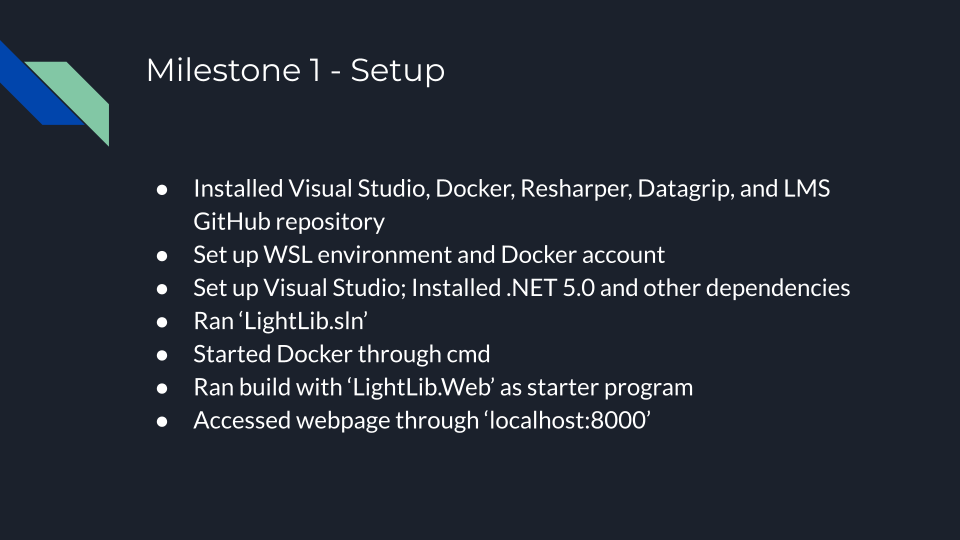 Milestone 1 - Setup
● Installed Visual Studio, Docker, Resharper, Datagrip, and LMS
GitHub repository
● Set up WSL environment and Docker account
● Set up Visual Studio; Installed .NET 5.0 and other dependencies
● Ran ‘LightLib.sln’
● Started Docker through cmd
● Ran build with ‘LightLib.Web’ as starter program
● Accessed webpage through ‘localhost:8000’